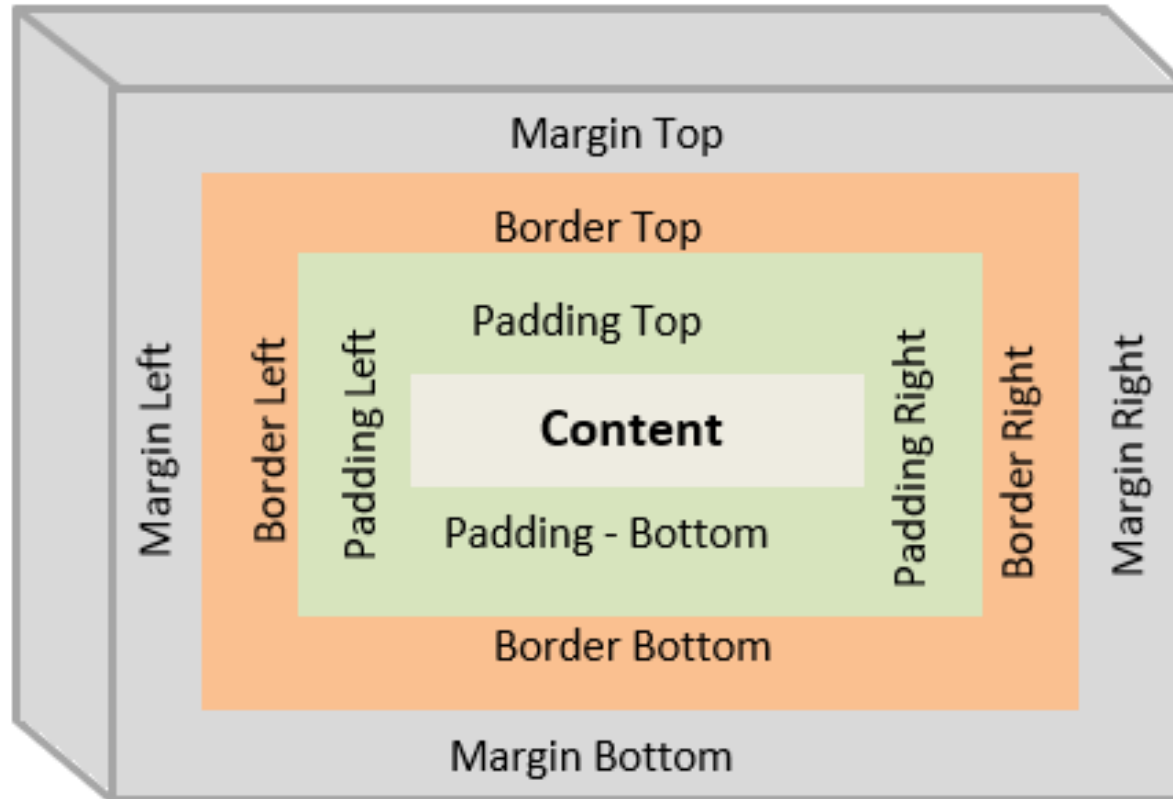 Margin Top
Border Top
Padding Top
Margin Left
Border Left
Padding Left
Content
Padding Right
Border Right
Margin Right
Padding - Bottom
Border Bottom
Margin Bottom